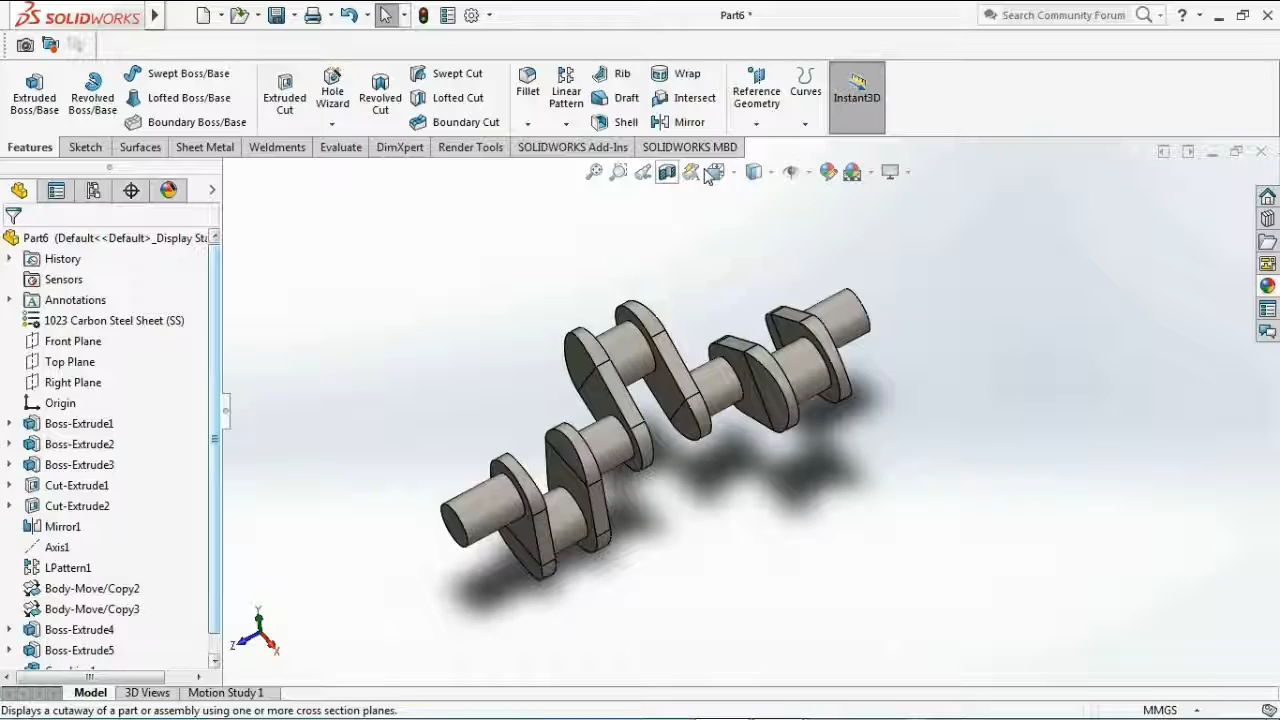 SOLIDWORKS
Part6 *
Search Community Forum
?
Extruded Boss/Base
Revolved Boss/Base
Swept Boss/Base
Lofted Boss/Base
Boundary Boss/Base
Extruded Cut
Hole Wizard
Revolved Cut
Swept Cut
Lofted Cut
Boundary Cut
Fillet
Linear Pattern
Rib
Draft
Shell
Wrap
Intersect
Mirror
Reference Geometry
Curves
Instant3D
Features
Sketch
Surfaces
Sheet Metal
Weldments
Evaluate
DimXpert
Render Tools
SOLIDWORKS Add-Ins
SOLIDWORKS MBD
Part6 (Default<<Default>_Display Sta
History
Sensors
Annotations
1023 Carbon Steel Sheet (SS)
Front Plane
Top Plane
Right Plane
Origin
Boss-Extrude1
Boss-Extrude2
Boss-Extrude3
Cut-Extrude1
Cut-Extrude2
Mirror1
Axis1
LPattern1
Body-Move/Copy2
Body-Move/Copy3
Boss-Extrude4
Boss-Extrude5
Y
Z
X
Model
3D Views
Motion Study 1
Displays a cutaway of a part or assembly using one or more cross section planes.
MMGS